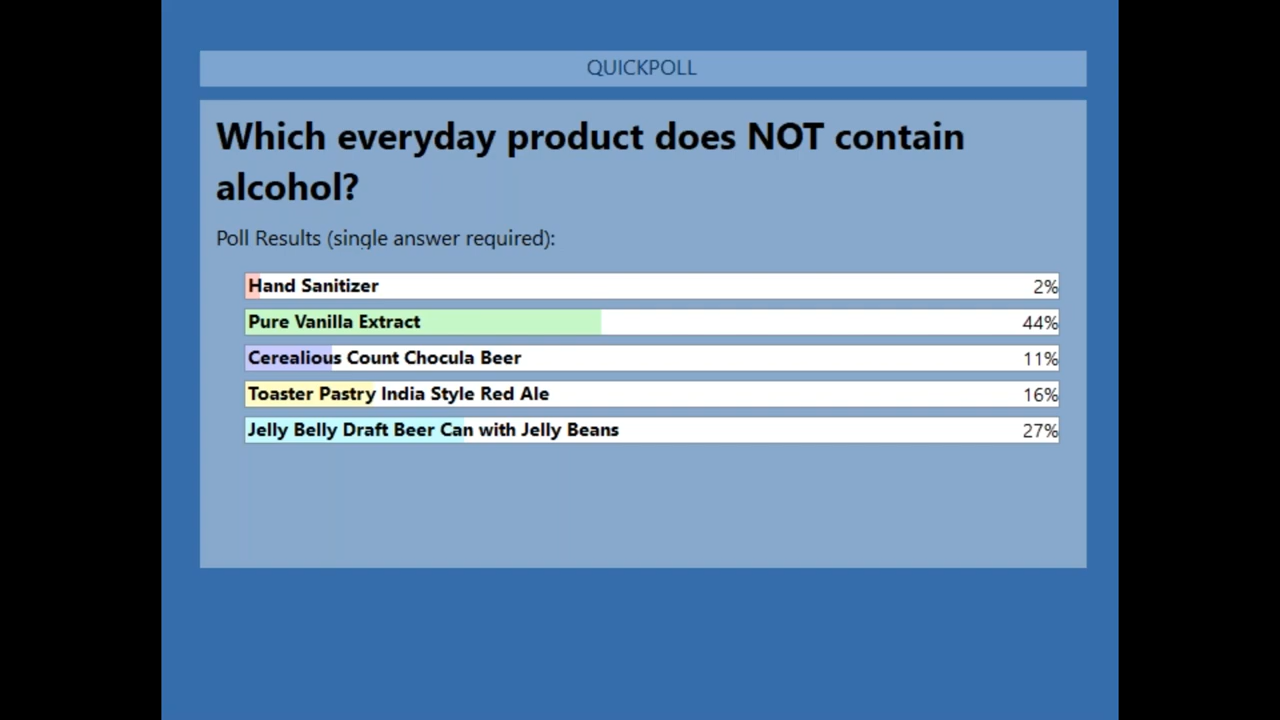 QUICKPOLL
Which everyday product does NOT contain
alcohol?
Poll Results (single answer required):
Hand Sanitizer 2%
Pure Vanilla Extract 44%
Cerealious Count Chocula Beer 11%
Toaster Pastry India Style Red Ale 16%
Jelly Belly Draft Beer Can with Jelly Beans 27%